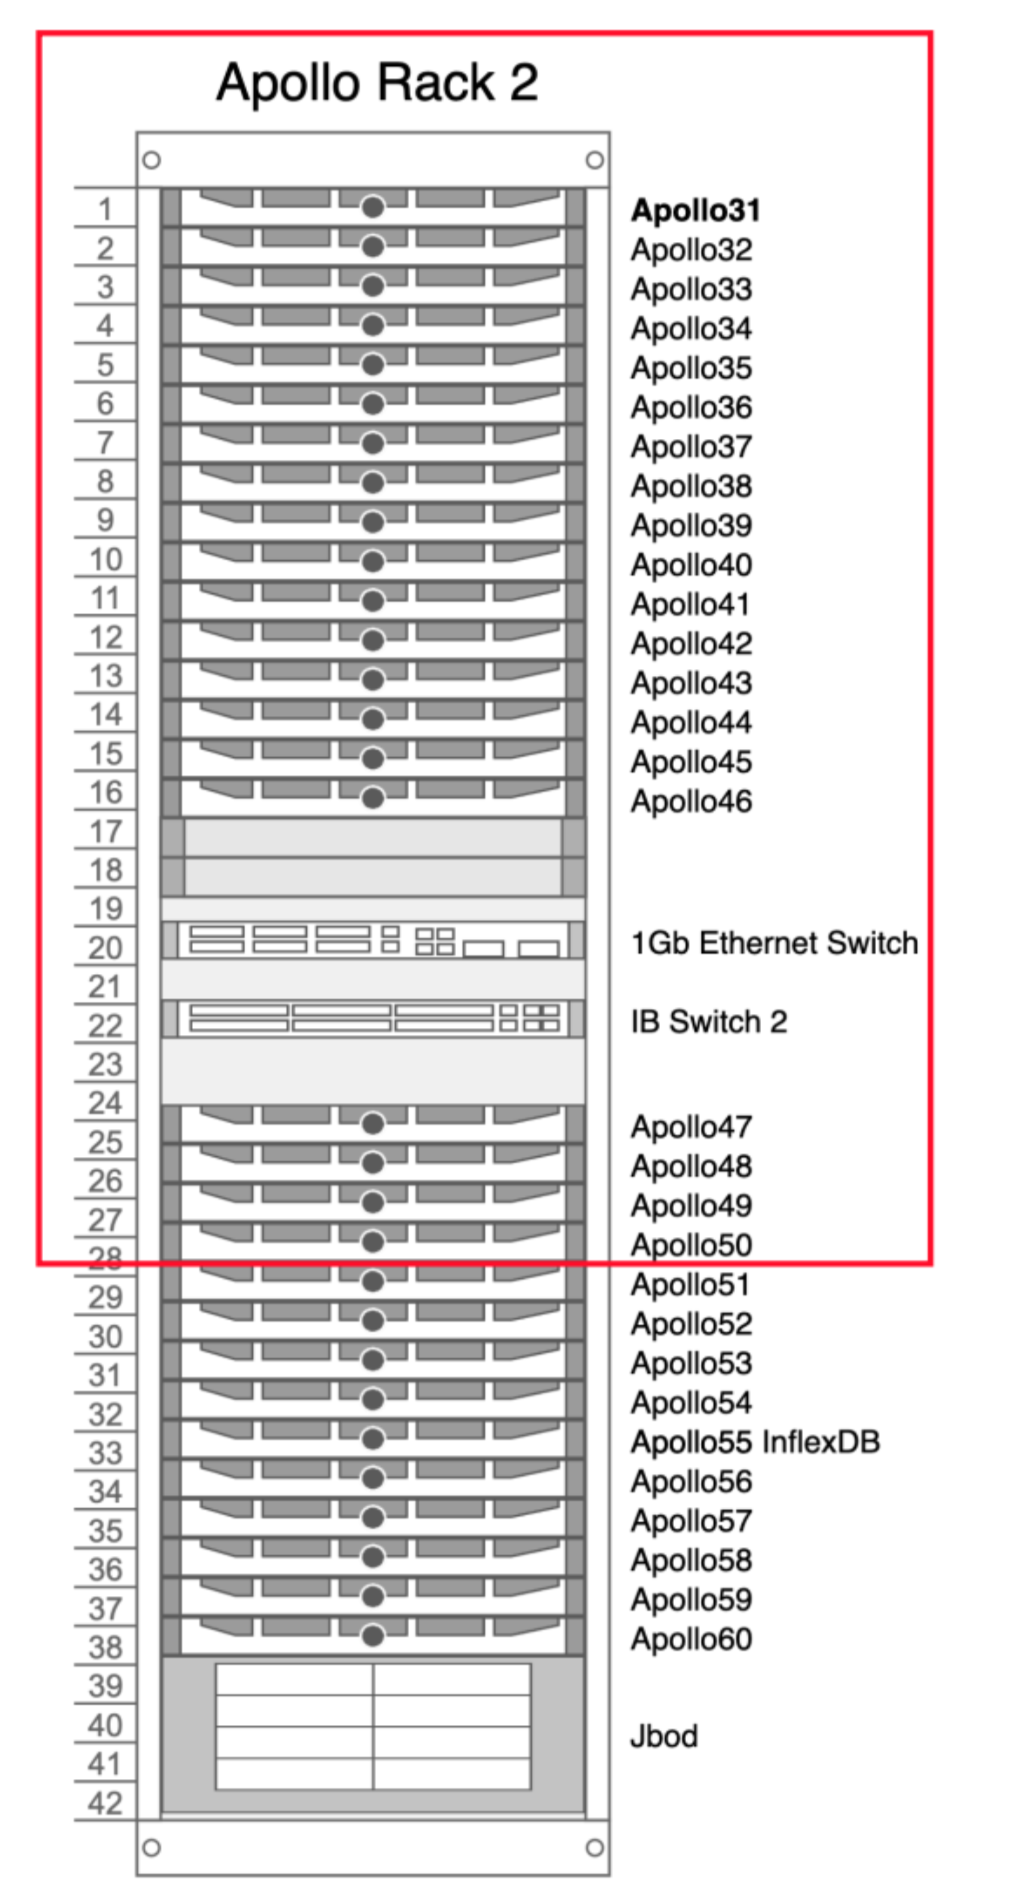 Apollo Rack 2
1 Apollo31
2 Apollo32
3 Apollo33
4 Apollo34
5 Apollo35
6 Apollo36
7 Apollo37
8 Apollo38
9 Apollo39
10 Apollo40
11 Apollo41
12 Apollo42
13 Apollo43
14 Apollo44
15 Apollo45
16 Apollo46
17
18
19
20 1Gb Ethernet Switch
21
22 IB Switch 2
23
24
Apollo47
25
Apollo48
26
Apollo49
27
Apollo50
28
Apollo51
29
Apollo52
30
Apollo53
31
Apollo54
32
Apollo55 InflexDB
33
Apollo56
34
Apollo57
35
Apollo58
36
Apollo59
37
Apollo60
38
39
40 Jbod
41
42